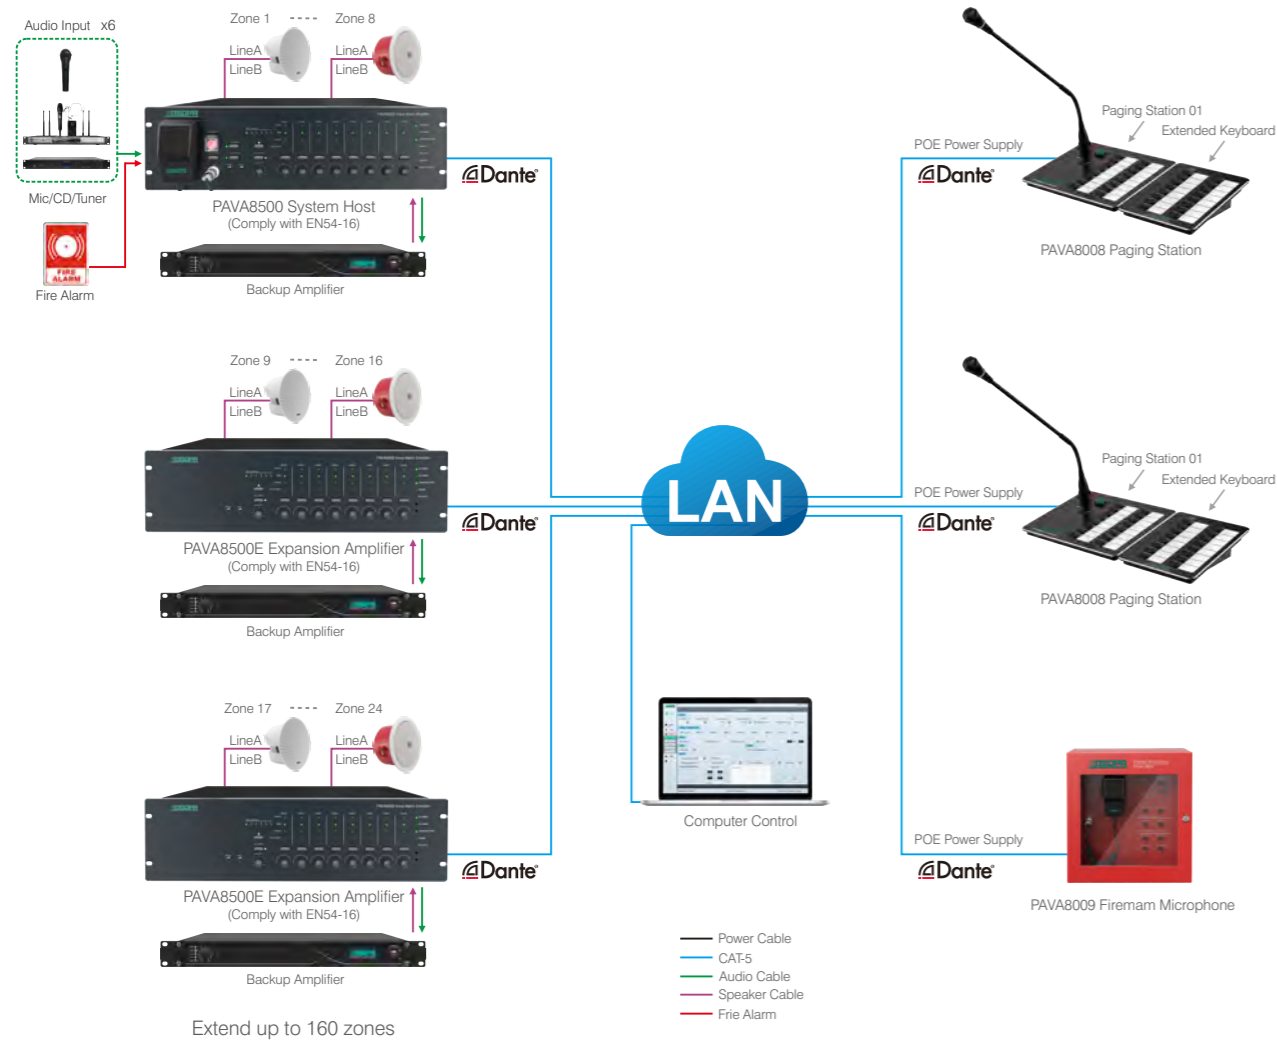 Audio Input x6
Mic/CD/Tuner
FIRE
ALARM
Fire Alarm
Zone 1 ---- Zone 8
LineA LineA
LineB LineB
PAVA8500 System Host
(Comply with EN54-16)
Backup Amplifier
Dante
Zone 9 ---- Zone 16
LineA LineA
LineB LineB
PAVA8500E Expansion Amplifier
(Comply with EN54-16)
Backup Amplifier
Dante
Zone 17 ---- Zone 24
LineA LineA
LineB LineB
PAVA8500E Expansion Amplifier
(Comply with EN54-16)
Backup Amplifier
Dante
Extend up to 160 zones
LAN
Computer Control
POE Power Supply
Dante
Paging Station 01
Extended Keyboard
PAVA8008 Paging Station
POE Power Supply
Dante
Paging Station 01
Extended Keyboard
PAVA8008 Paging Station
POE Power Supply
Dante
PAVA8009 Firemam Microphone
Power Cable
CAT-5
Audio Cable
Speaker Cable
Frie Alarm